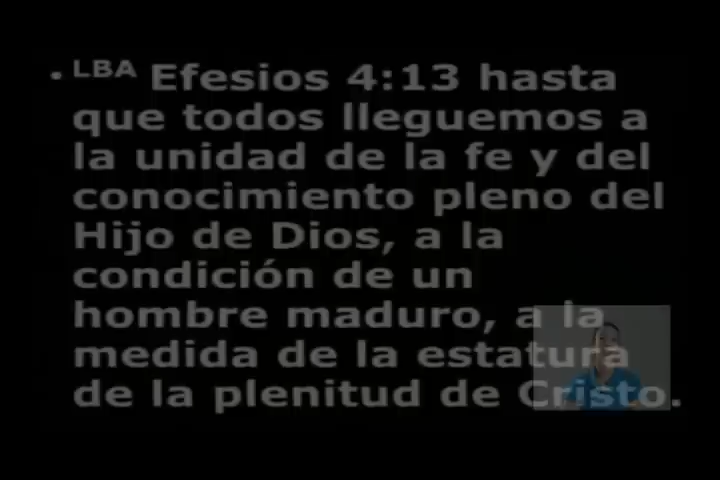 • LBA Efesios 4:13 hasta
que todos lleguemos a
la unidad de la fe y del
conocimiento pleno del
Hijo de Dios, a la
condición de un
hombre maduro, a la
medida de la estatura
de la plenitud de Cristo.